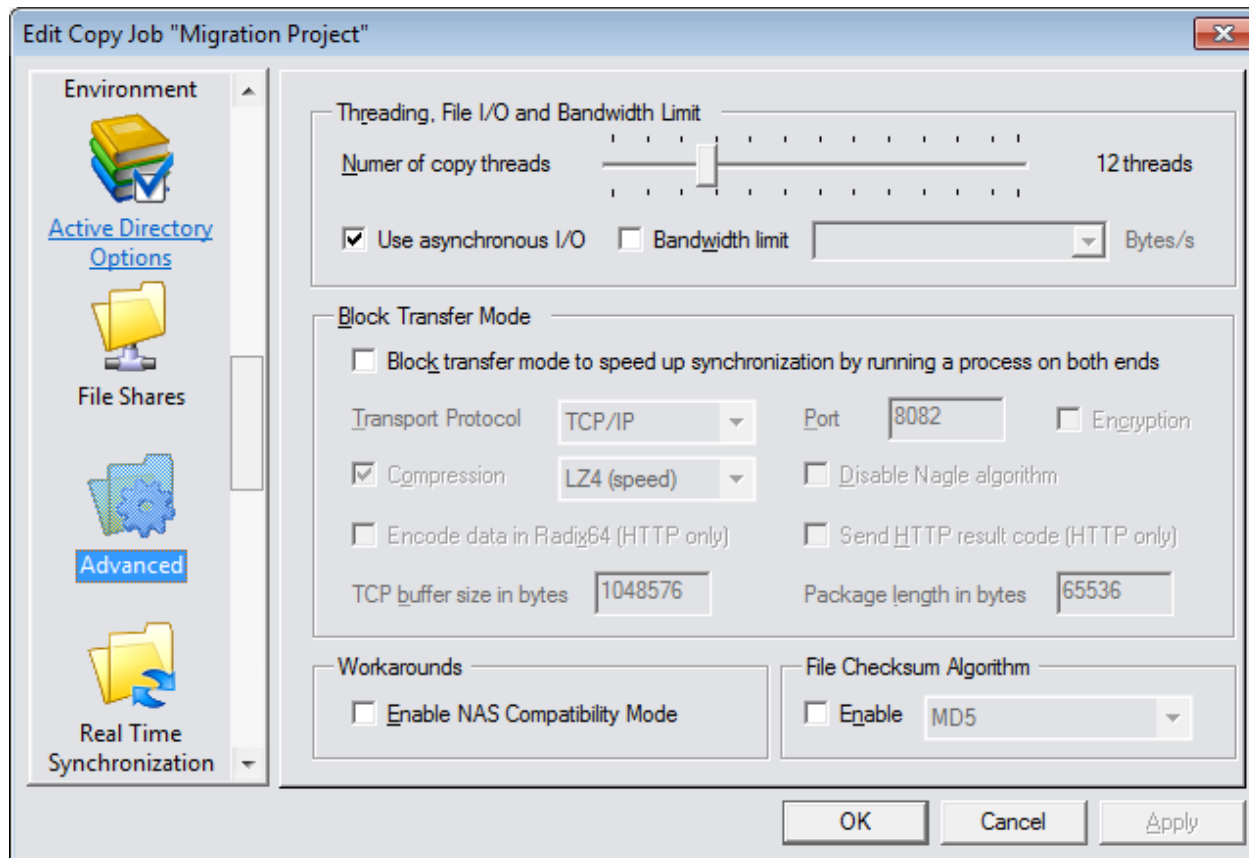 Edit Copy Job "Migration Project"
Environment
Active Directory
Options
File Shares
Advanced
Real Time
Synchronization
Threading, File I/O and Bandwidth Limit
Numer of copy threads
12 threads
Use asynchronous I/O
Bandwidth limit
Bytes/s
Block Transfer Mode
Block transfer mode to speed up synchronization by running a process on both ends
Transport Protocol
TCP/IP
Port
8082
Encryption
Compression
LZ4 (speed)
Disable Nagle algorithm
Encode data in Radix64 (HTTP only)
Send HTTP result code (HTTP only)
TCP buffer size in bytes
1048576
Package length in bytes
65536
Workarounds
Enable NAS Compatibility Mode
File Checksum Algorithm
Enable
MD5
OK
Cancel
Apply